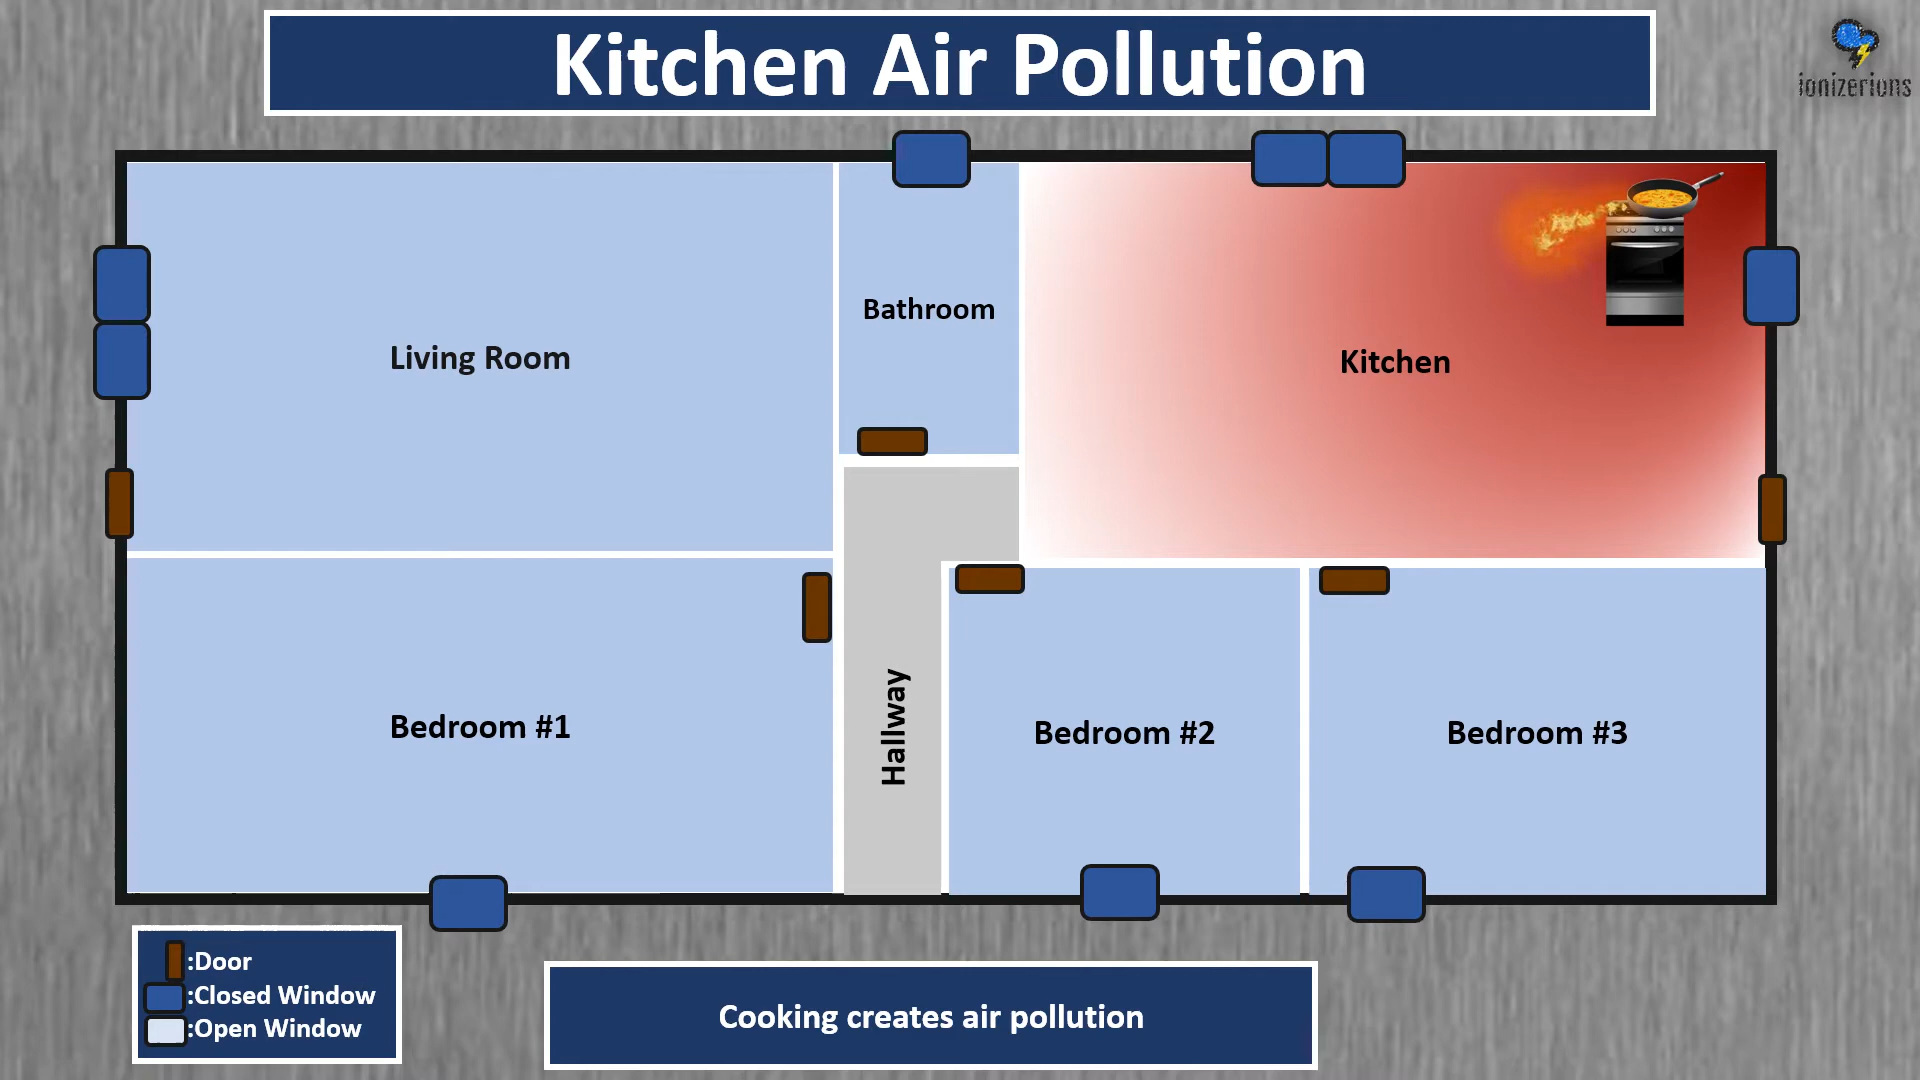 Kitchen Air Pollution
ionizerions
Living Room
Bathroom
Kitchen
Bedroom #1
Hallway
Bedroom #2
Bedroom #3
:Door
:Closed Window
:Open Window
Cooking creates air pollution